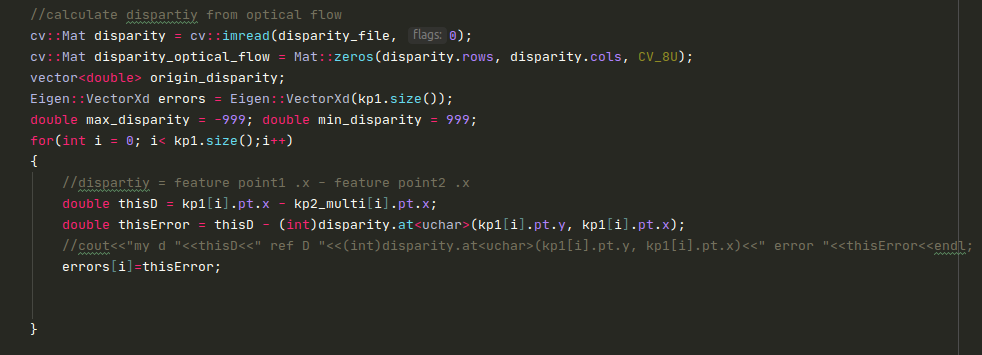 //calculate dispartiy from optical flow
cv::Mat disparity = cv::imread(disparity_file, flags: 0);
cv::Mat disparity_optical_flow = Mat::zeros(disparity.rows, disparity.cols, CV_8U);
vector<double> origin_disparity;
Eigen::VectorXd errors = Eigen::VectorXd(kp1.size());
double max_disparity = -999; double min_disparity = 999;
for(int i = 0; i< kp1.size();i++)
{
//dispartiy = feature point1 .x - feature point2 .x
double thisD = kp1[i].pt.x - kp2_multi[i].pt.x;
double thisError = thisD - (int)disparity.at<uchar>(kp1[i].pt.y, kp1[i].pt.x);
//cout<<"my d "<<thisD<<" ref D "<<(int)disparity.at<uchar>(kp1[i].pt.y, kp1[i].pt.x)<<" error "<<thisError<<endl;
errors[i]=thisError;
}